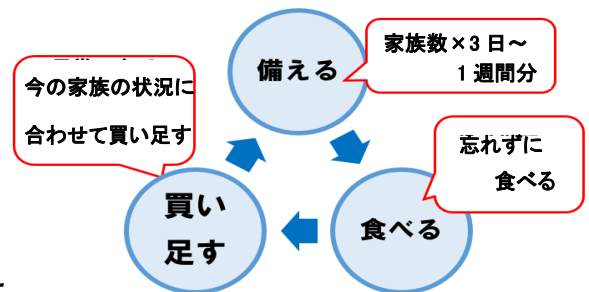 備える
家族数×3日～
1週間分
今の家族の状況に
合わせて買い足す
忘れずに
食べる
買い
足す
食べる